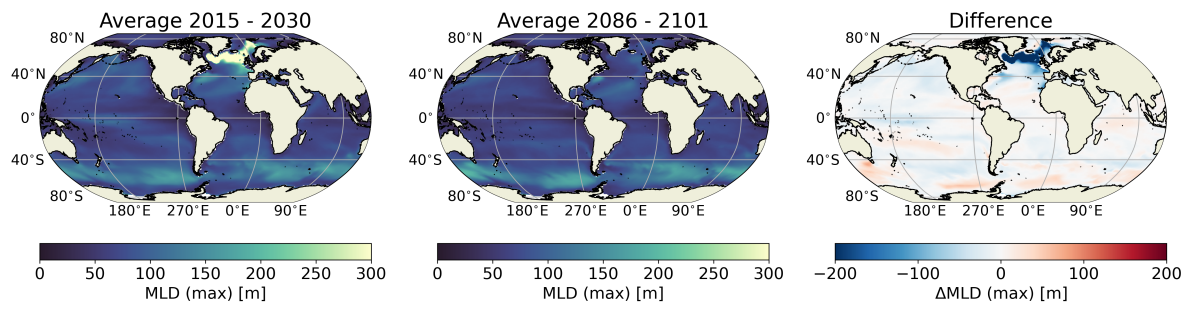 Average 2015 - 2030
80°N
40°N
0°
40°S
80°S
180°E 270°E 0°E 90°E
0 50 100 150 200 250 300
MLD (max) [m]
Average 2086 - 2101
80°N
40°N
0°
40°S
80°S
180°E 270°E 0°E 90°E
0 50 100 150 200 250 300
MLD (max) [m]
Difference
80°N
40°N
0°
40°S
80°S
180°E 270°E 0°E 90°E
−200 −100 0 100 200
ΔMLD (max) [m]